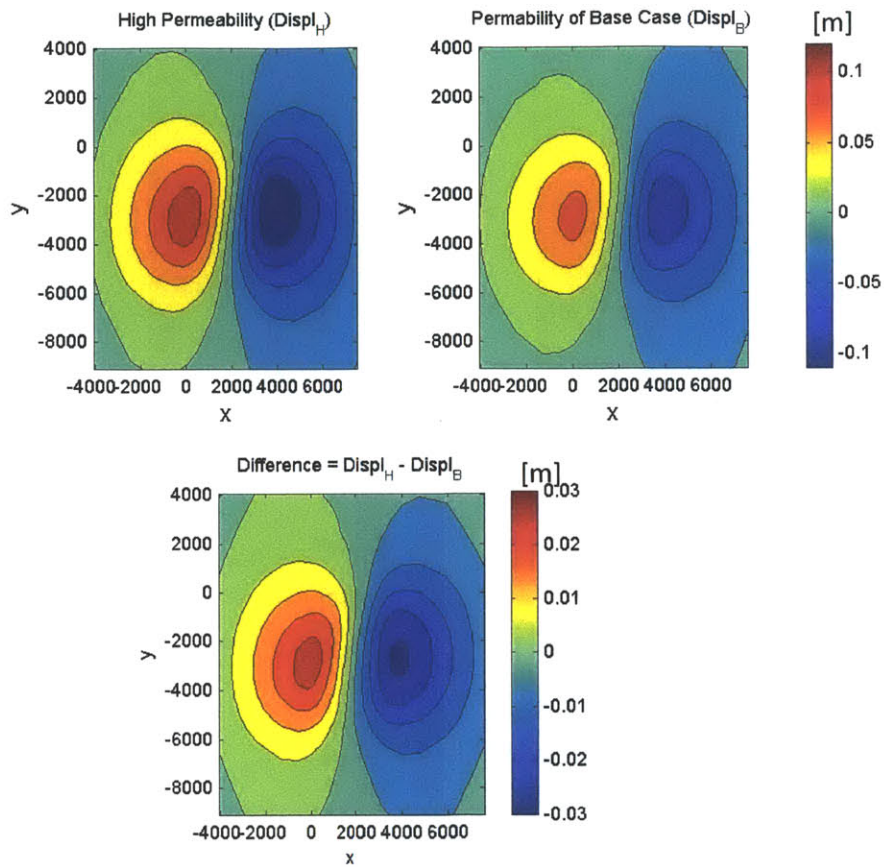 High Permeability (Displ_H)
Permability of Base Case (Displ_B)
[m]
4000
2000
0
-2000
-4000
-6000
-8000
y
-4000-2000 0 2000 4000 6000
x
4000
2000
0
-2000
-4000
-6000
-8000
y
-4000-2000 0 2000 4000 6000
x
0.1
0.05
0
-0.05
-0.1
Difference = Displ_H - Displ_B
[m]
4000
2000
0
-2000
-4000
-6000
-8000
y
-4000-2000 0 2000 4000 6000
x
0.03
0.02
0.01
0
-0.01
-0.02
-0.03